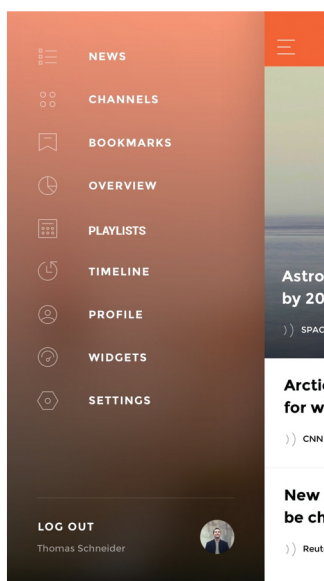 NEWS
CHANNELS
BOOKMARKS
OVERVIEW
PLAYLISTS
TIMELINE
PROFILE
WIDGETS
SETTINGS
LOG OUT
Thomas Schneider
Astro
by 20
SPAC
Arcti
for w
CNN
New
be ch
Reut